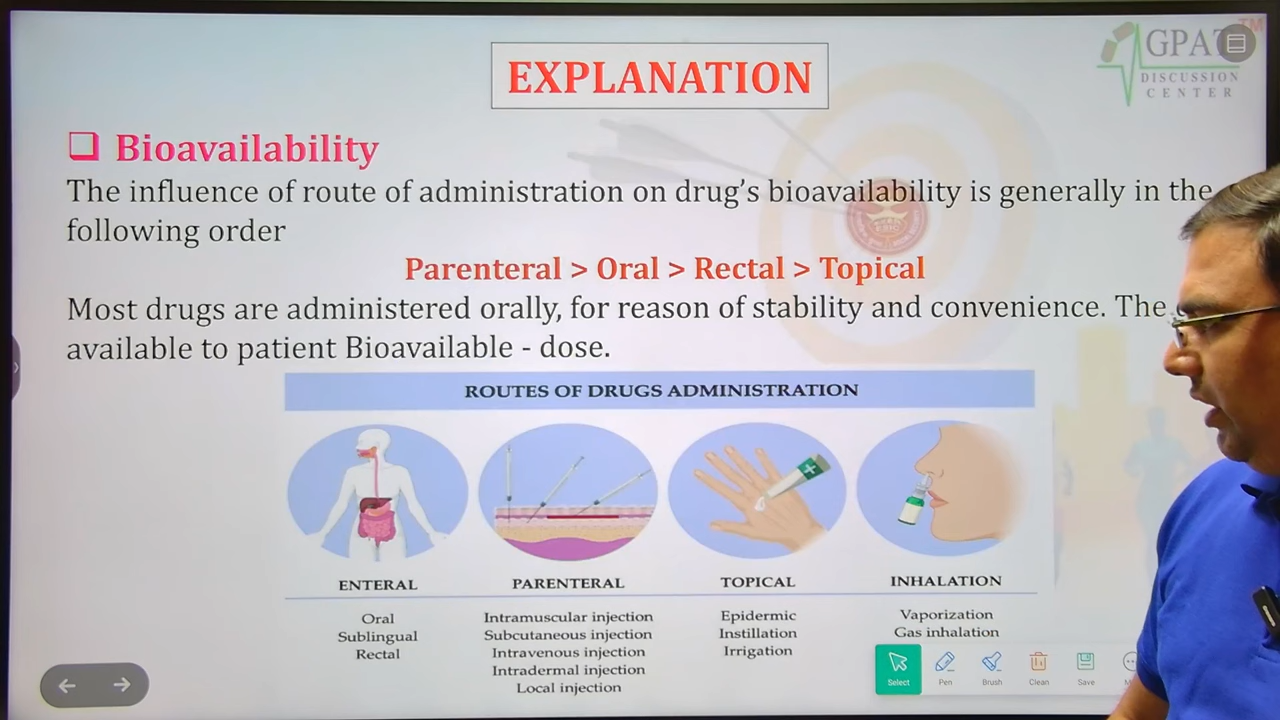 EXPLANATION
GPAT
TM
DISCUSSION
CENTER
❑ Bioavailability
The influence of route of administration on drug's bioavailability is generally in the
following order
Parenteral > Oral > Rectal > Topical
Most drugs are administered orally, for reason of stability and convenience. The
available to patient Bioavailable - dose.
ROUTES OF DRUGS ADMINISTRATION
ENTERAL
Oral
Sublingual
Rectal
PARENTERAL
Intramuscular injection
Subcutaneous injection
Intravenous injection
Intradermal injection
Local injection
TOPICAL
Epidermic
Instillation
Irrigation
INHALATION
Vaporization
Gas inhalation
Select
Pen
Brush
Clean
Save